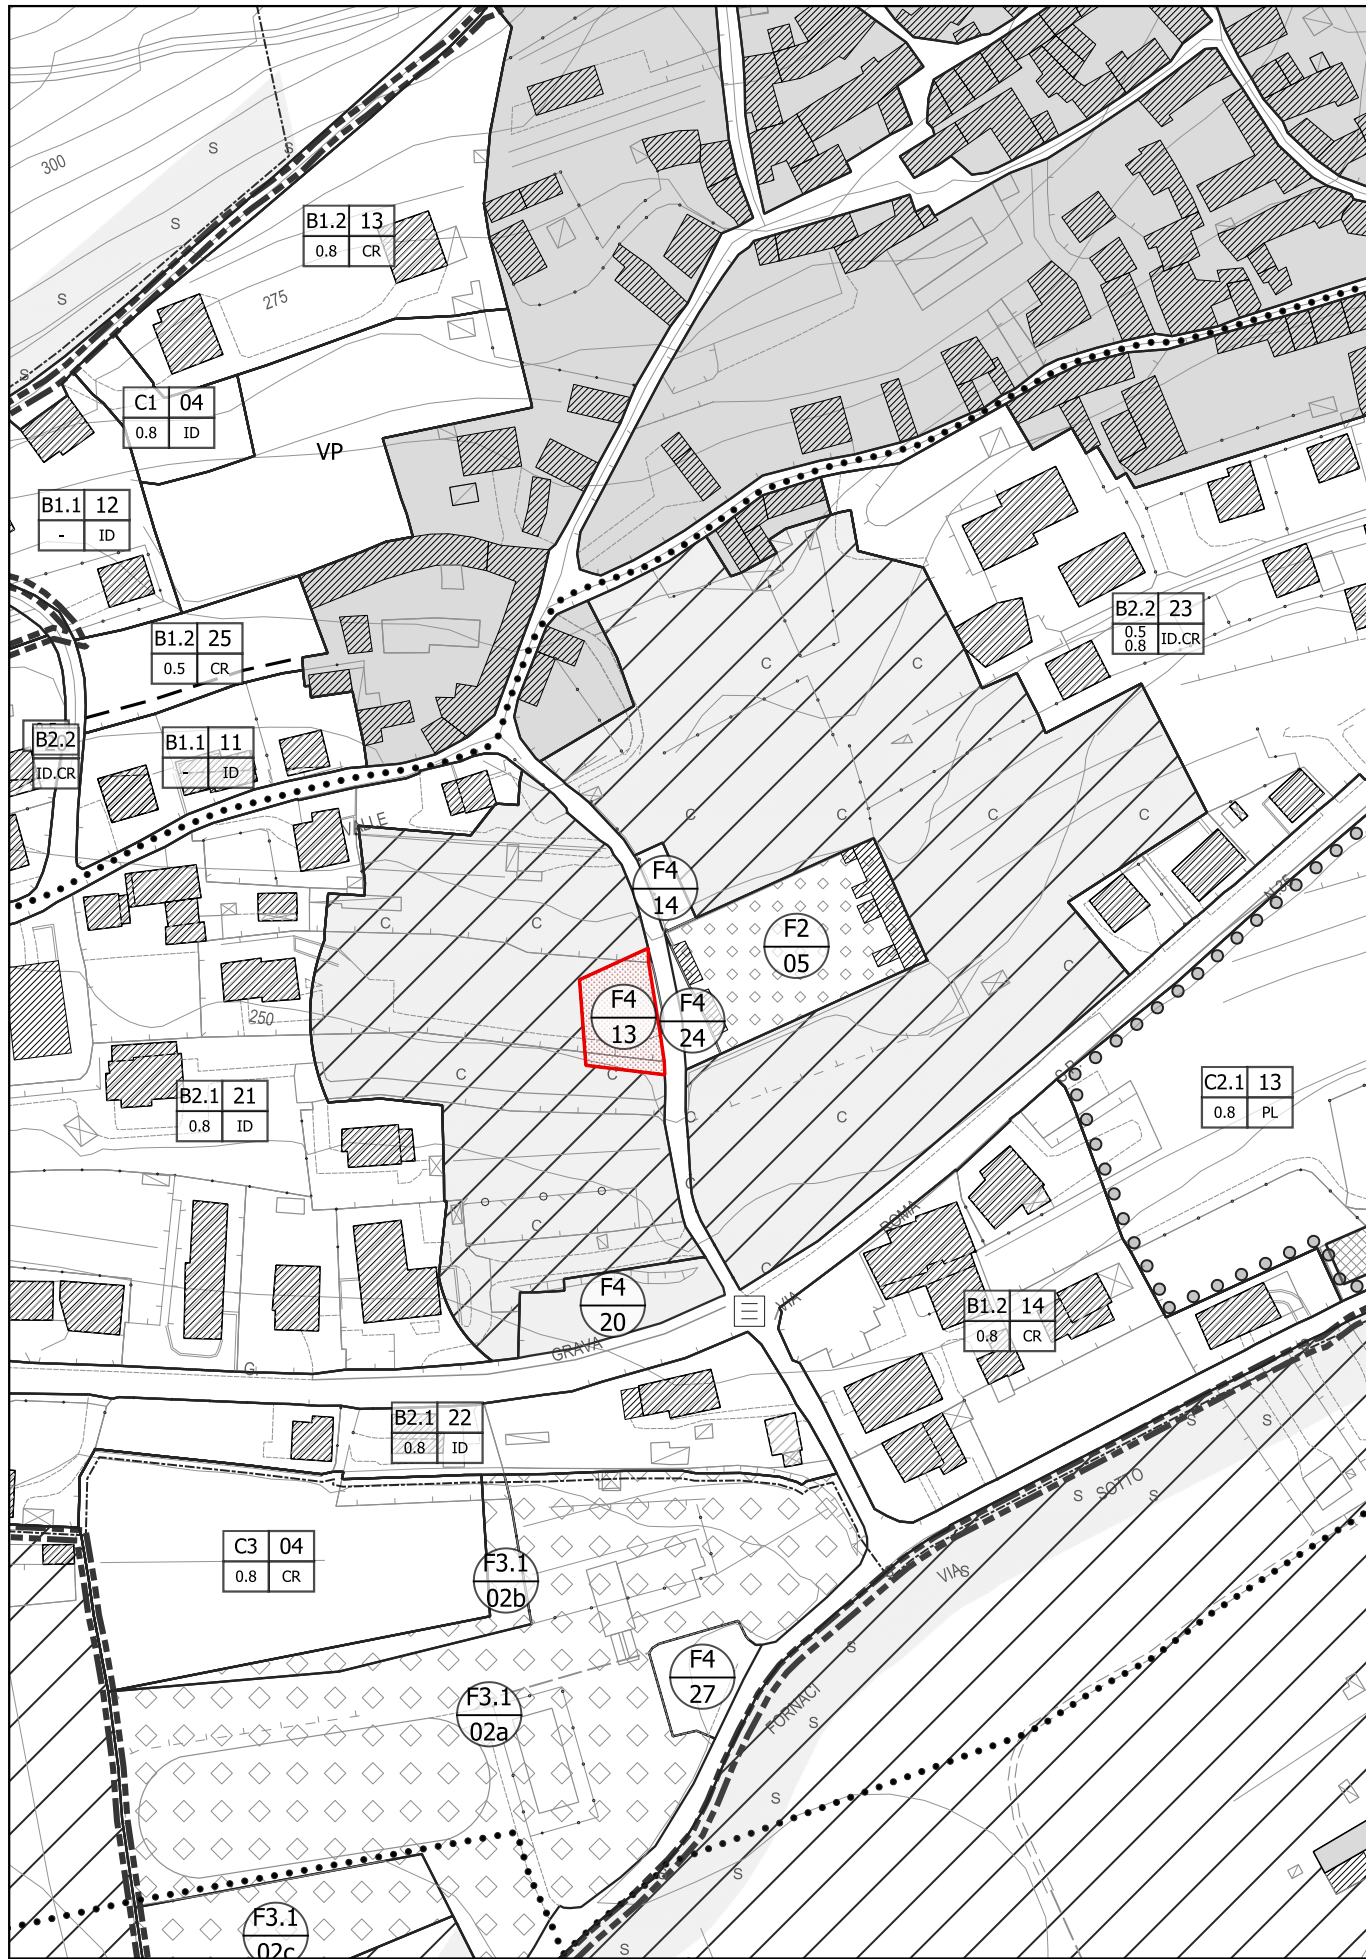 300
S
S
S
S
S
B1.2 13
0.8 CR
275
C1 04
0.8 ID
VP
B1.1 12
- ID
B1.2 25
0.5 CR
B2.2 23
0.5
0.8 ID.CR
B2.2
ID.CR
B1.1 11
- ID
C
C
C
C
C
F4
14
F2
05
N.35
C
C
C
F4
13
F4
24
250
C
C
C
C
B2.1 21
0.8 ID
C2.1 13
0.8 PL
C
C
C
ROMA
VIA
F4
20
GRAVA
G
B1.2 14
0.8 CR
B2.1 22
0.8 ID
S
S
S
S
SOTTO
VIA
S
C3 04
0.8 CR
F3.1
02b
S
F4
27
F3.1
02a
FORNACI
S
S
S
F3.1
02c
S